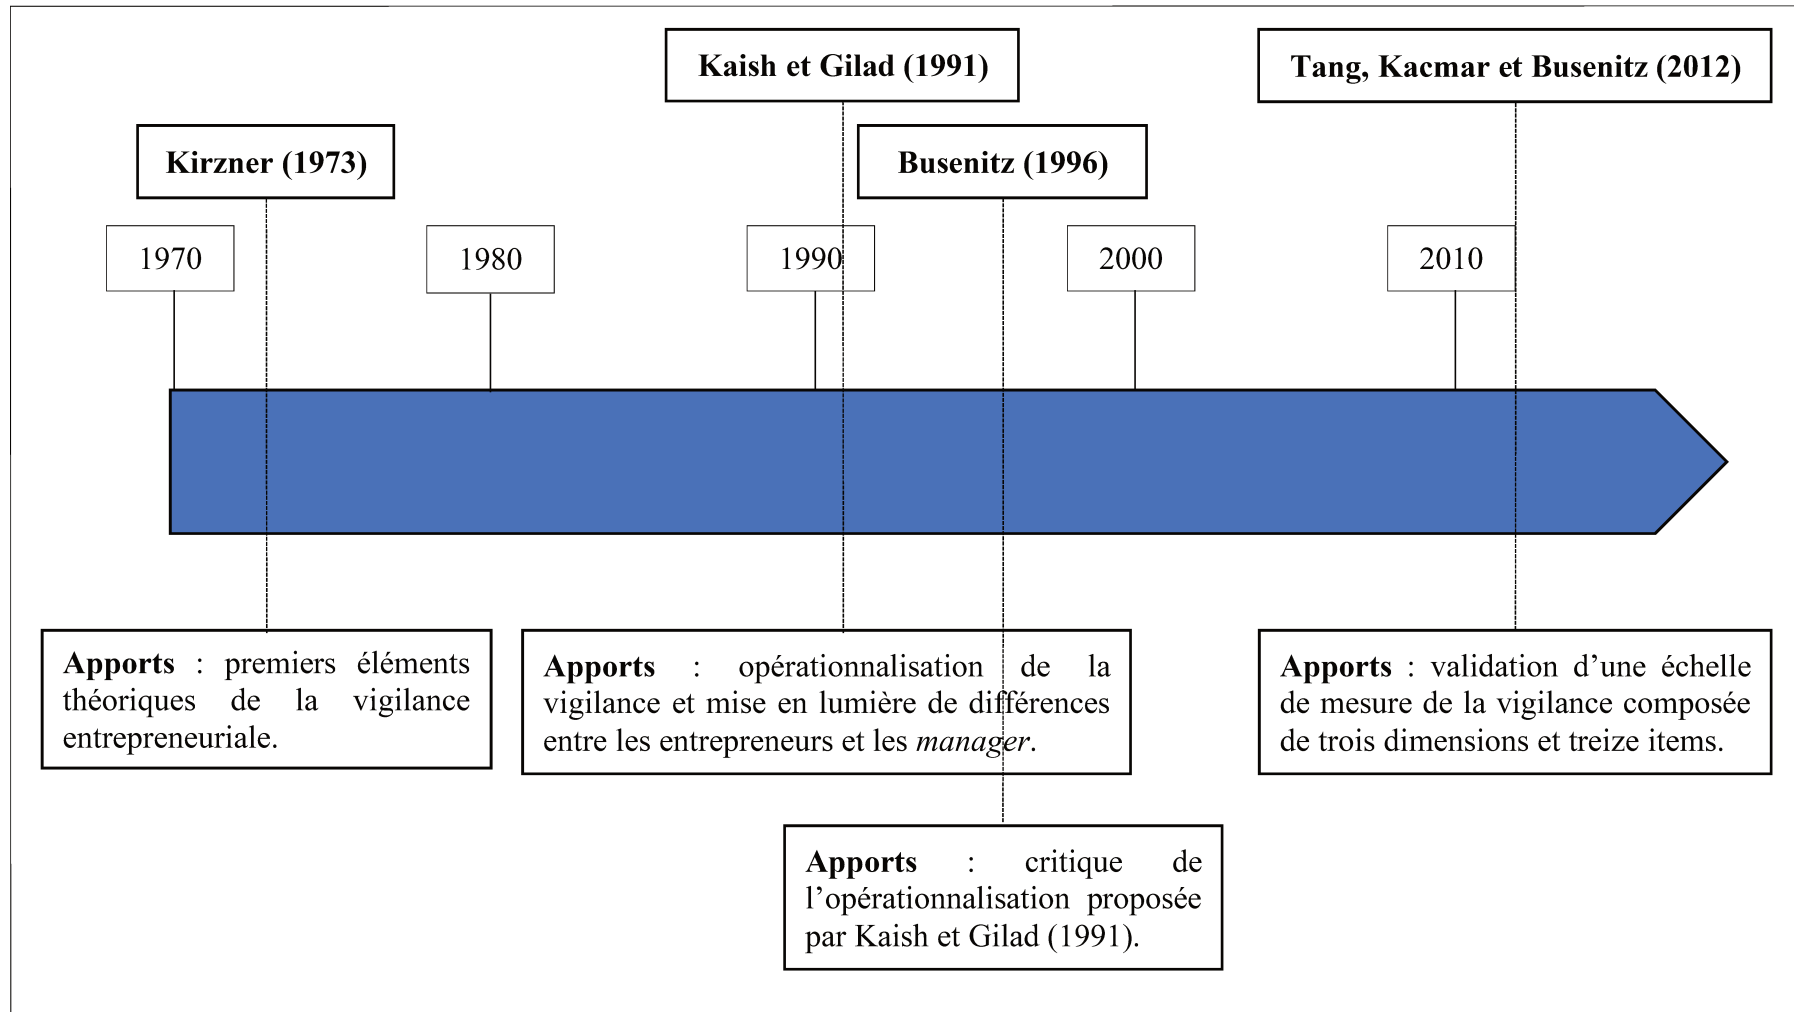 Kaish et Gilad (1991)
Tang, Kacmar et Busenitz (2012)
Kirzner (1973)
Busenitz (1996)
1970
1980
1990
2000
2010
Apports : premiers éléments
théoriques de la vigilance
entrepreneuriale.
Apports : opérationnalisation de la
vigilance et mise en lumière de différences
entre les entrepreneurs et les manager.
Apports : validation d’une échelle
de mesure de la vigilance composée
de trois dimensions et treize items.
Apports : critique de
l’opérationnalisation proposée
par Kaish et Gilad (1991).